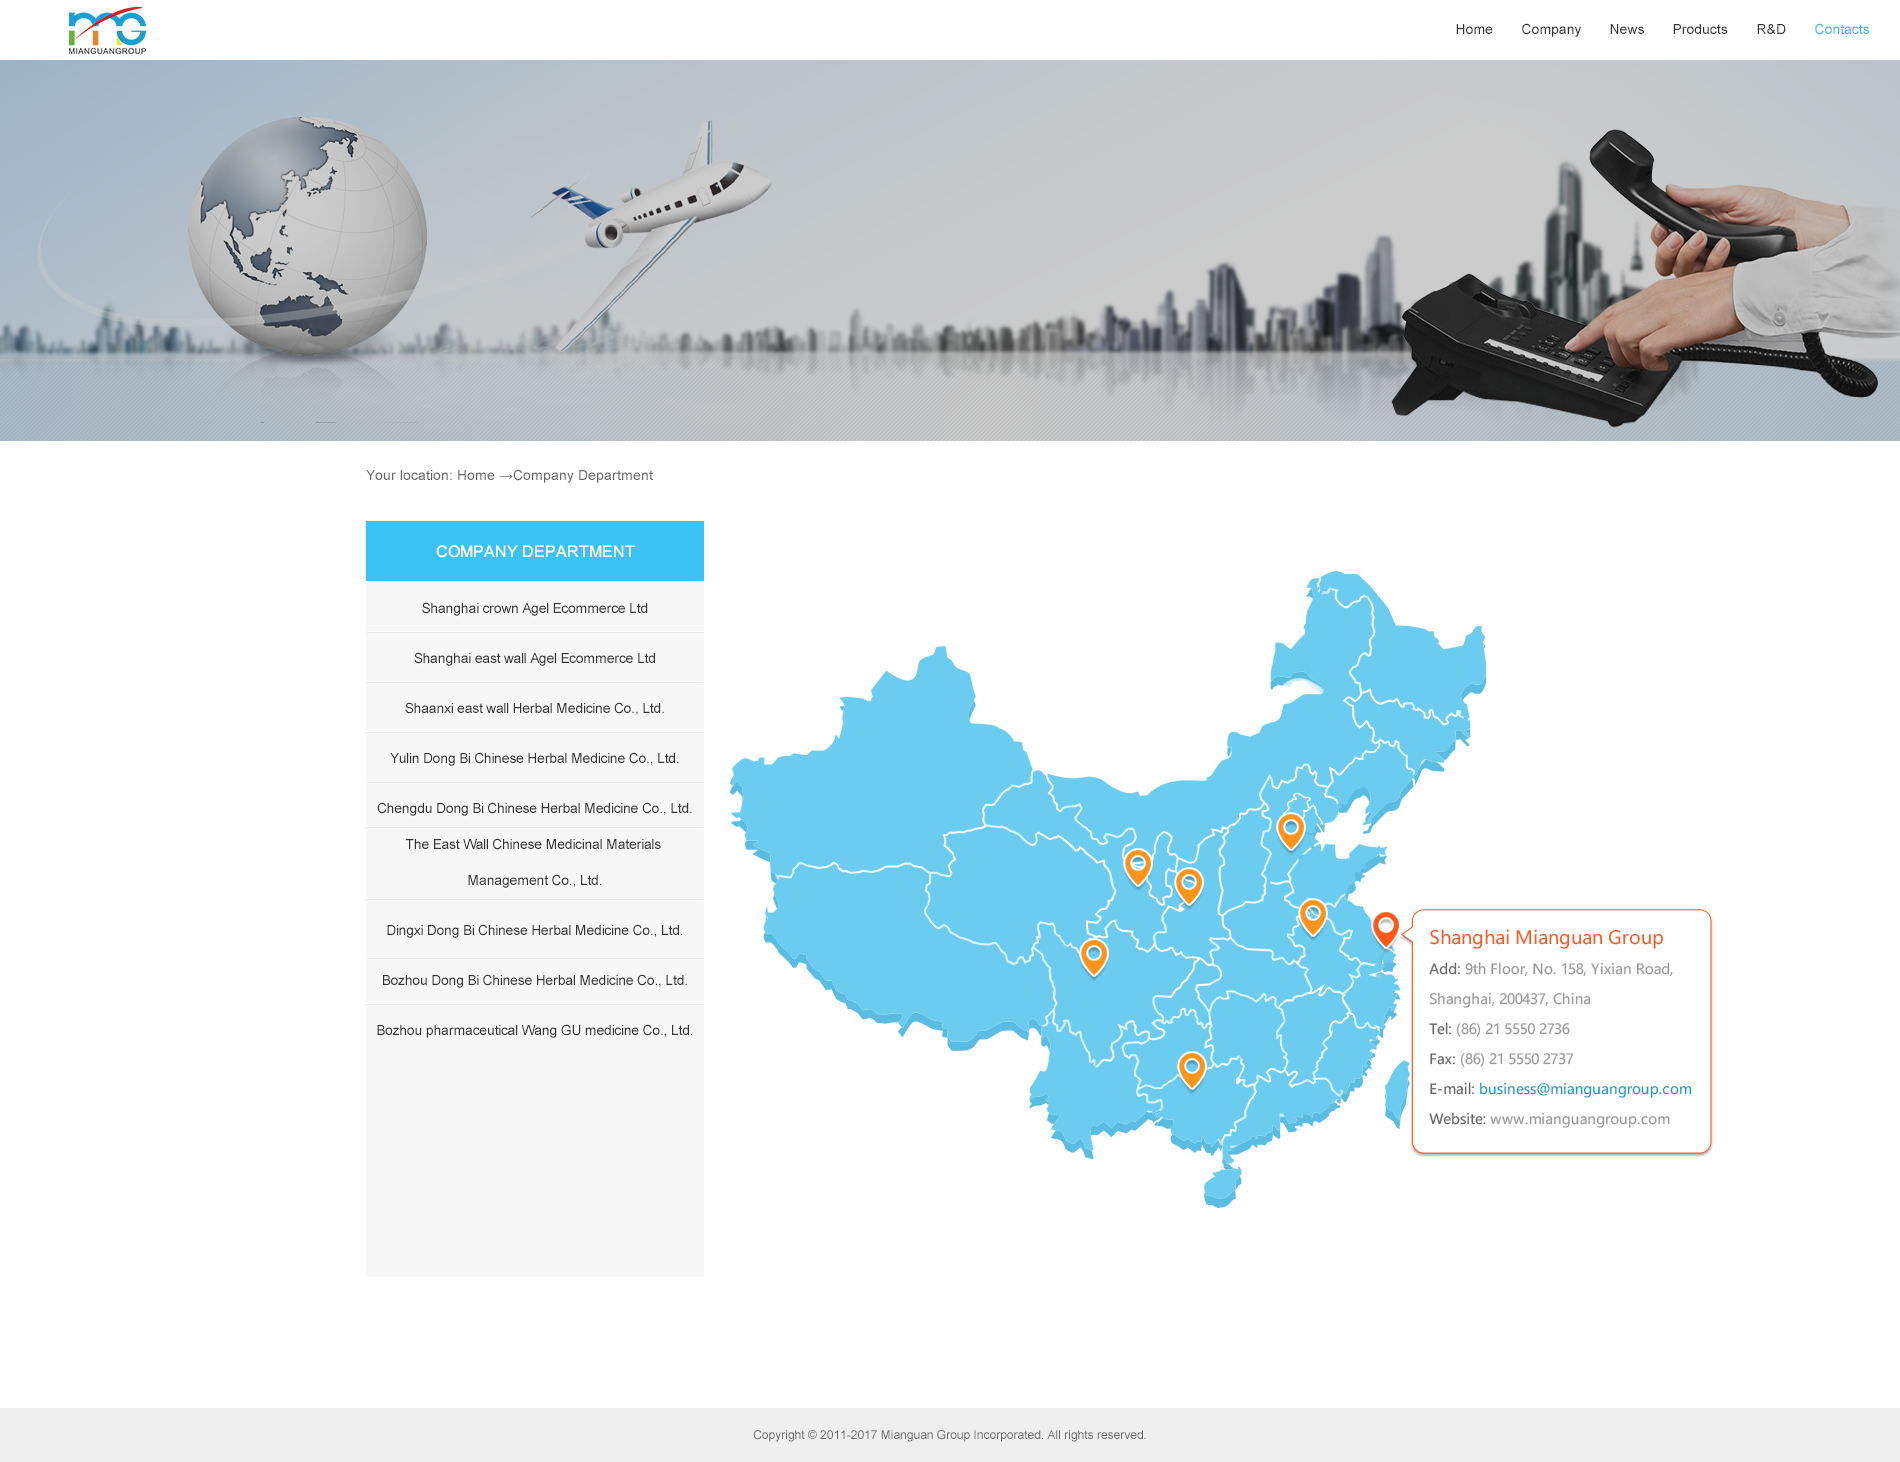 MIANGUANGROUP
Home Company News Products R&D Contacts
Your location: Home →Company Department
COMPANY DEPARTMENT
Shanghai crown Agel Ecommerce Ltd
Shanghai east wall Agel Ecommerce Ltd
Shaanxi east wall Herbal Medicine Co., Ltd.
Yulin Dong Bi Chinese Herbal Medicine Co., Ltd.
Chengdu Dong Bi Chinese Herbal Medicine Co., Ltd.
The East Wall Chinese Medicinal Materials
Management Co., Ltd.
Dingxi Dong Bi Chinese Herbal Medicine Co., Ltd.
Bozhou Dong Bi Chinese Herbal Medicine Co., Ltd.
Bozhou pharmaceutical Wang GU medicine Co., Ltd.
Shanghai Mianguan Group
Add: 9th Floor, No. 158, Yixian Road,
Shanghai, 200437, China
Tel: (86) 21 5550 2736
Fax: (86) 21 5550 2737
E-mail: business@mianguangroup.com
Website: www.mianguangroup.com
Copyright © 2011-2017 Mianguan Group Incorporated. All rights reserved.